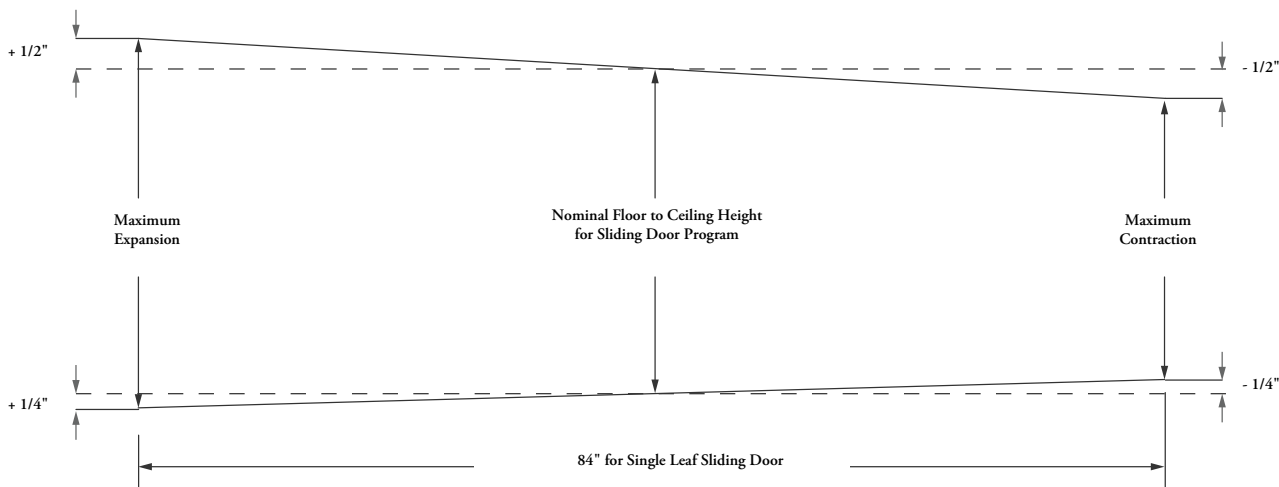 + 1/2"
- 1/2"
Maximum
Expansion
Nominal Floor to Ceiling Height
for Sliding Door Program
Maximum
Contraction
+ 1/4"
- 1/4"
84" for Single Leaf Sliding Door